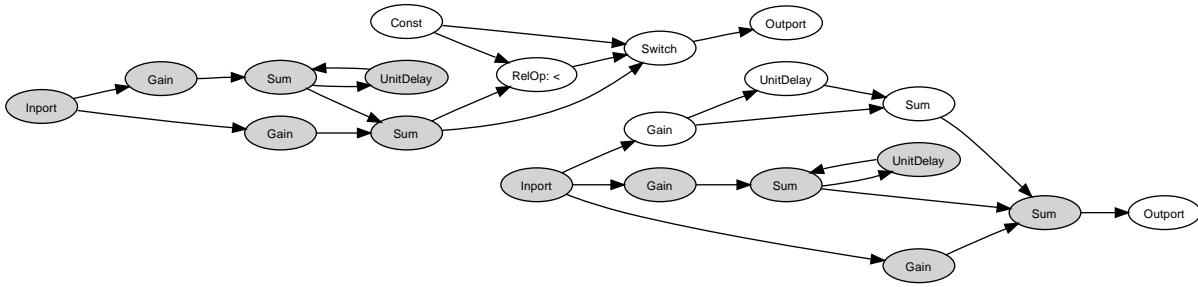 Const
Outport
Switch
Gain
Sum
UnitDelay
RelOp: <
Inport
Gain
Sum
UnitDelay
Sum
Gain
Inport
Gain
Sum
UnitDelay
Sum
Outport
Gain